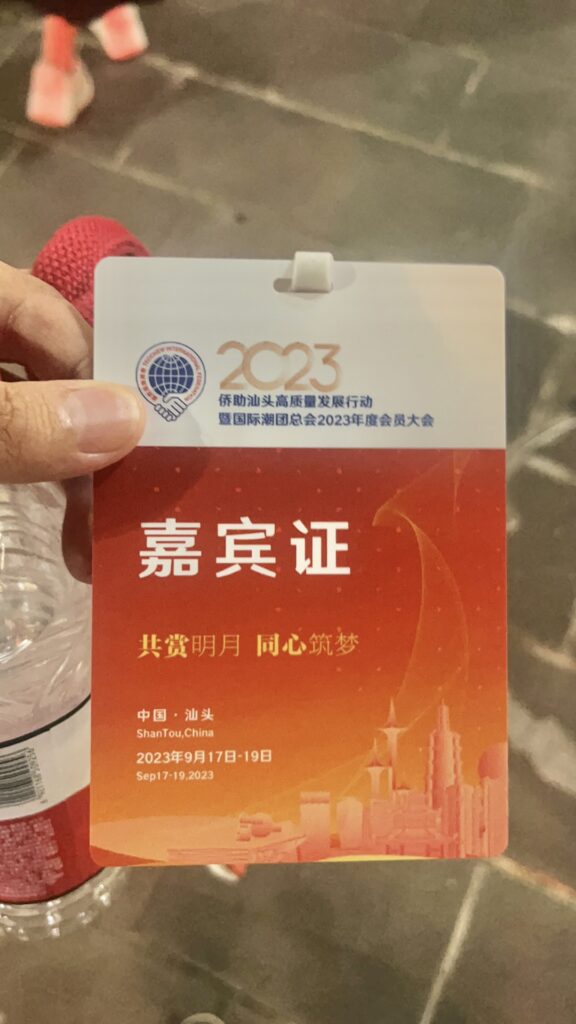 TEOCHEW INTERNATIONAL FEDERATION
2023
侨助汕头高质量发展行动
暨国际潮团总会2023年度会员大会
嘉宾证
共赏明月 同心筑梦
中国·汕头
ShanTou,China
2023年9月17日-19日
Sep17-19,2023